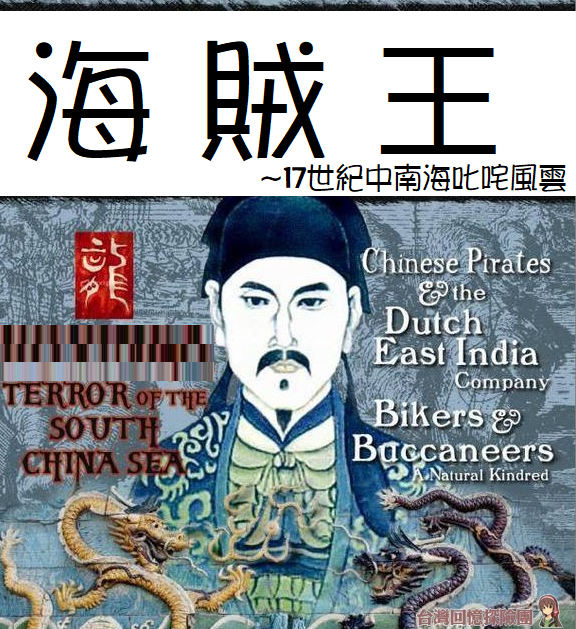 海賊王
~17世紀中南海叱咤風雲
龍
TERROR OF THE
SOUTH
CHINA SEA
Chinese Pirates
& the
Dutch
East India
Company
Bikers &
Buccaneers
A Natural Kindred
台灣回憶探險團